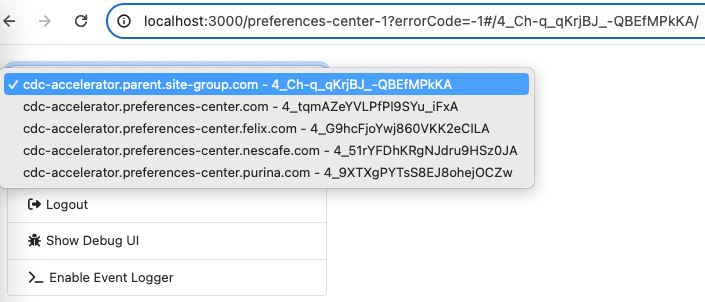 localhost:3000/preferences-center-1?errorCode=-1#/4_Ch-q_qKrjBJ_-QBEfMPkKA/
✓ cdc-accelerator.parent.site-group.com - 4_Ch-q_qKrjBJ_-QBEfMPkKA
cdc-accelerator.preferences-center.com - 4_tqmAZeYVLPfPl9SYu_iFxA
cdc-accelerator.preferences-center.felix.com - 4_G9hcFjoYwj860VKK2eClLA
cdc-accelerator.preferences-center.nescafe.com - 4_51rYFDhKRgNJdru9HSz0JA
cdc-accelerator.preferences-center.purina.com - 4_9XTXgPYTsS8EJ8ohejOCZw
Logout
Show Debug UI
Enable Event Logger